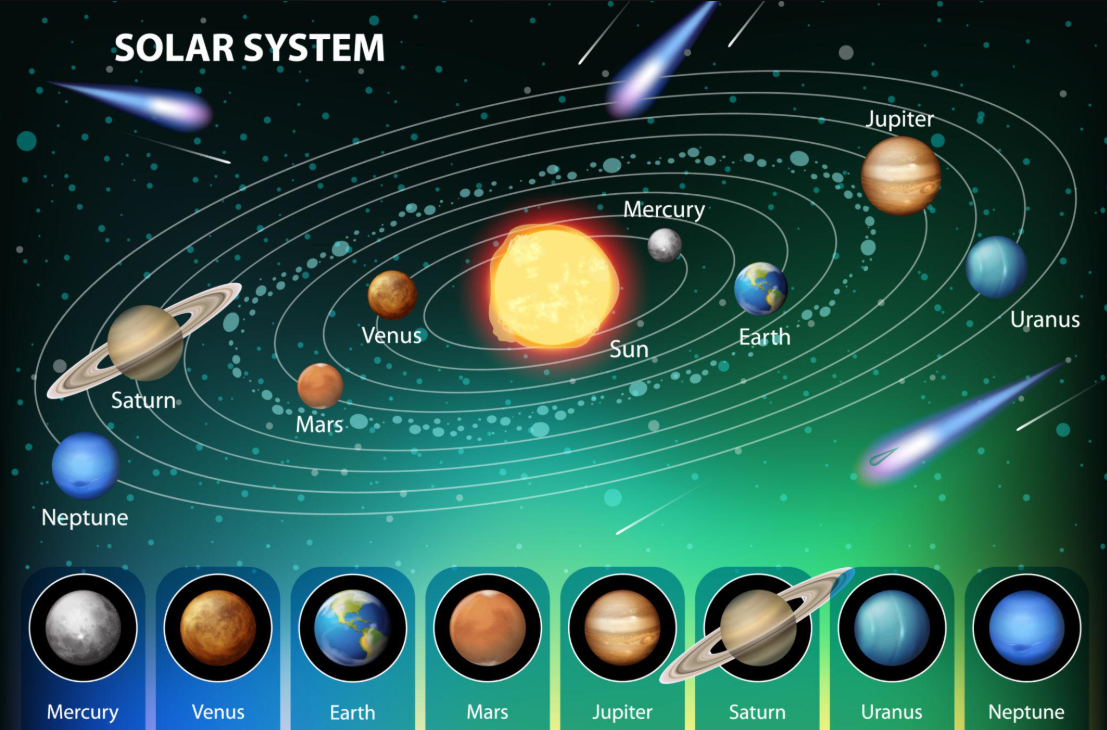 SOLAR SYSTEM
Jupiter
Mercury
Uranus
Venus
Earth
Sun
Saturn
Mars
Neptune
Mercury
Venus
Earth
Mars
Jupiter
Saturn
Uranus
Neptune